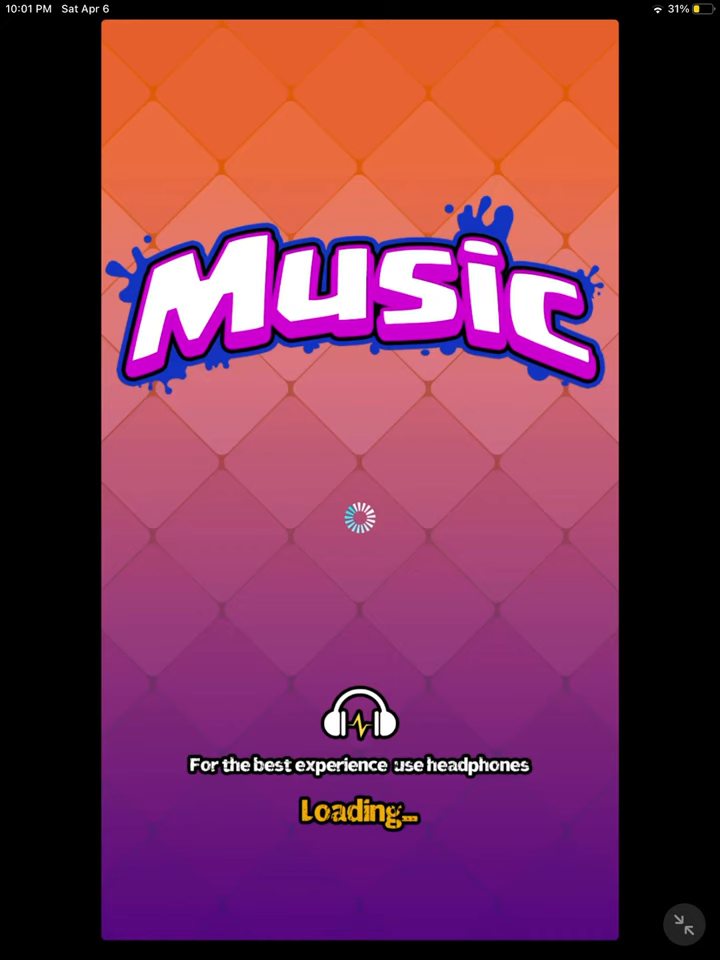 10:01 PM Sat Apr 6 31%
Music
For the best experience use headphones
Loading...